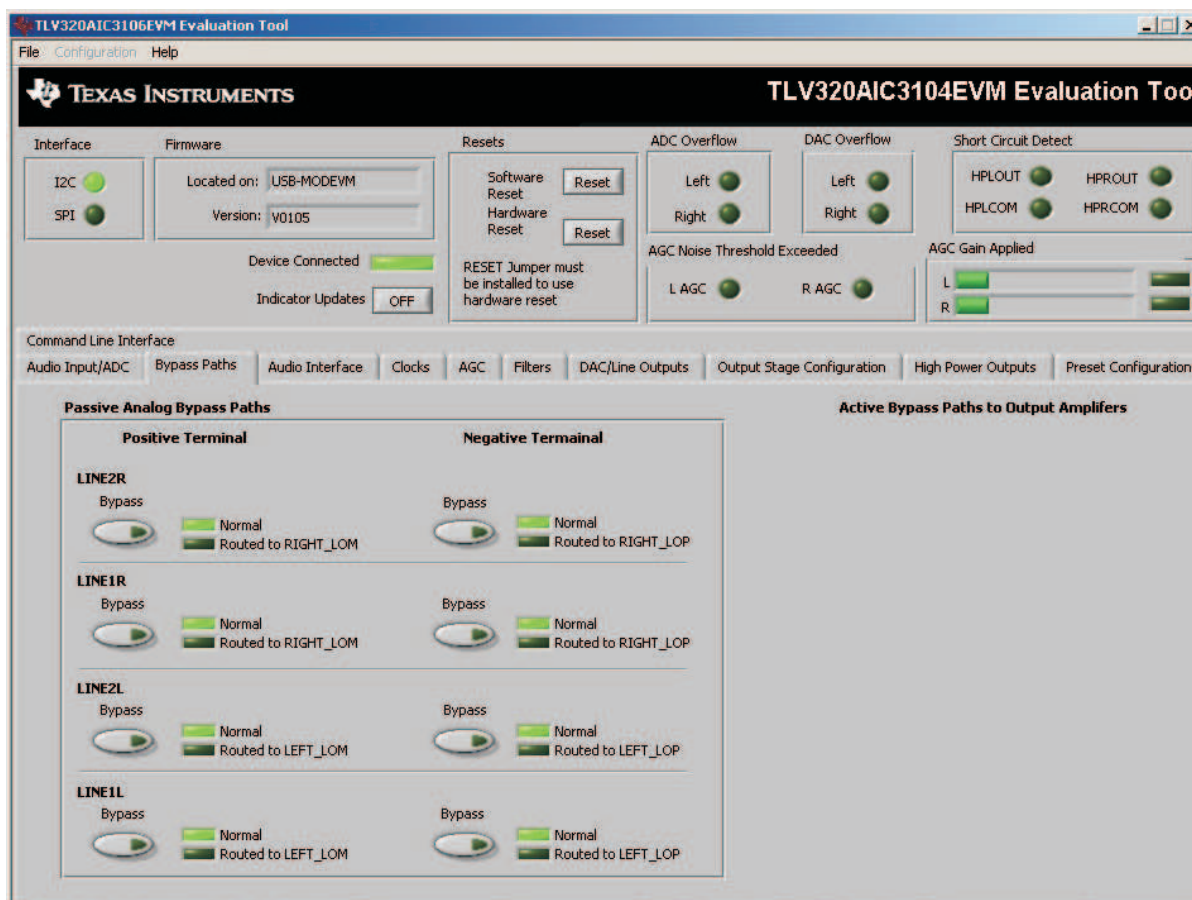 TLV320AIC3106EVM Evaluation Tool
File Configuration Help
TEXAS INSTRUMENTS
TLV320AIC3104EVM Evaluation Too
Interface
I2C
SPI
Firmware
Located on: USB-MODEVM
Version: V0105
Device Connected
Indicator Updates OFF
Resets
Software Reset Reset
Hardware Reset Reset
RESET Jumper must
be installed to use
hardware reset
ADC Overflow
Left
Right
DAC Overflow
Left
Right
Short Circuit Detect
HPLOUT HPROUT
HPLCOM HPRCOM
AGC Noise Threshold Exceeded
L AGC R AGC
AGC Gain Applied
L
R
Command Line Interface
Audio Input/ADC Bypass Paths Audio Interface Clocks AGC Filters DAC/Line Outputs Output Stage Configuration High Power Outputs Preset Configuration
Passive Analog Bypass Paths
Positive Terminal Negative Termainal
LINE2R
Bypass Bypass
Normal Normal
Routed to RIGHT_LOM Routed to RIGHT_LOP
LINE1R
Bypass Bypass
Normal Normal
Routed to RIGHT_LOM Routed to RIGHT_LOP
LINE2L
Bypass Bypass
Normal Normal
Routed to LEFT_LOM Routed to LEFT_LOP
LINE1L
Bypass Bypass
Normal Normal
Routed to LEFT_LOM Routed to LEFT_LOP
Active Bypass Paths to Output Amplifers